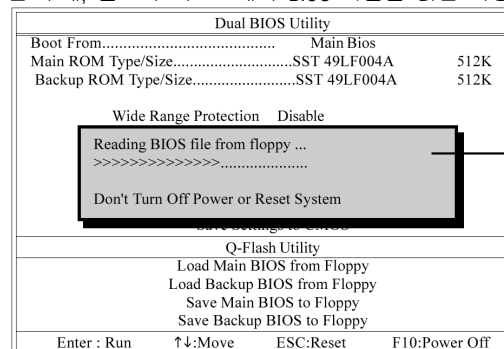 Dual BIOS Utility
Boot From.......................................... Main Bios
Main ROM Type/Size.......................SST 49LF004A 512K
Backup ROM Type/Size..........................SST 49LF004A 512K
Wide Range Protection Disable
Reading BIOS file from floppy ...
>>>>>>>>>>>>>>......................
Don't Turn Off Power or Reset System
Q-Flash Utility
Load Main BIOS from Floppy
Load Backup BIOS from Floppy
Save Main BIOS to Floppy
Save Backup BIOS to Floppy
Enter : Run ↑↓:Move ESC:Reset F10:Power Off